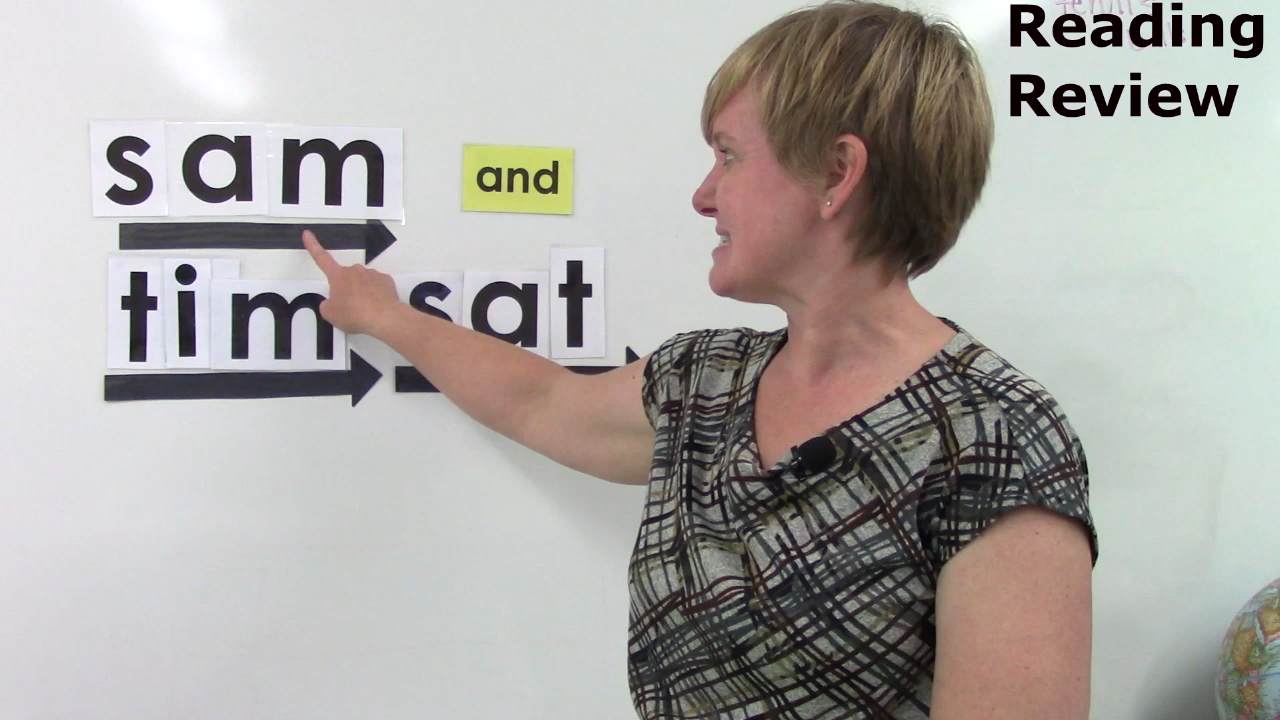 Reading
Review
sam and
tim sat